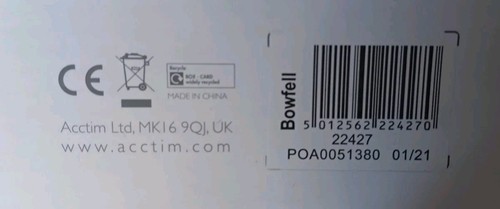 CE
Recycle
BOX - CARD
widely recycled
MADE IN CHINA
Acctim Ltd, MK16 9QJ, UK
www.acctim.com
Bowfell
5 012562 224270
22427
POA0051380 01/21